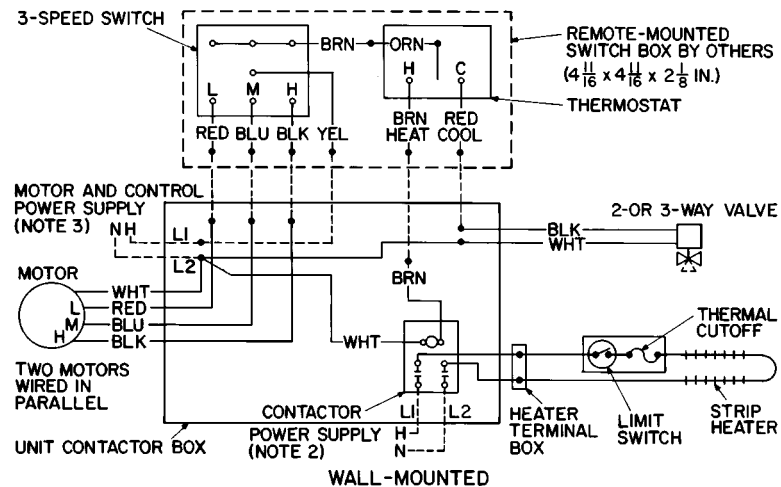 3-SPEED SWITCH
BRN
ORN
REMOTE-MOUNTED
SWITCH BOX BY OTHERS
(4 11/16 x 4 11/16 x 2 1/8 IN.)
THERMOSTAT
H
C
L
M
H
RED BLU BLK YEL
BRN
HEAT
RED
COOL
MOTOR AND CONTROL
POWER SUPPLY
(NOTE 3)
N H
L1
L2
2-OR 3-WAY VALVE
BLK
WHT
BRN
MOTOR
L
M
H
WHT
RED
BLU
BLK
WHT
THERMAL
CUTOFF
TWO MOTORS
WIRED IN
PARALLEL
CONTACTOR
L1
L2
HEATER
TERMINAL
BOX
LIMIT
SWITCH
STRIP
HEATER
UNIT CONTACTOR BOX
POWER SUPPLY
(NOTE 2)
H
N
WALL-MOUNTED